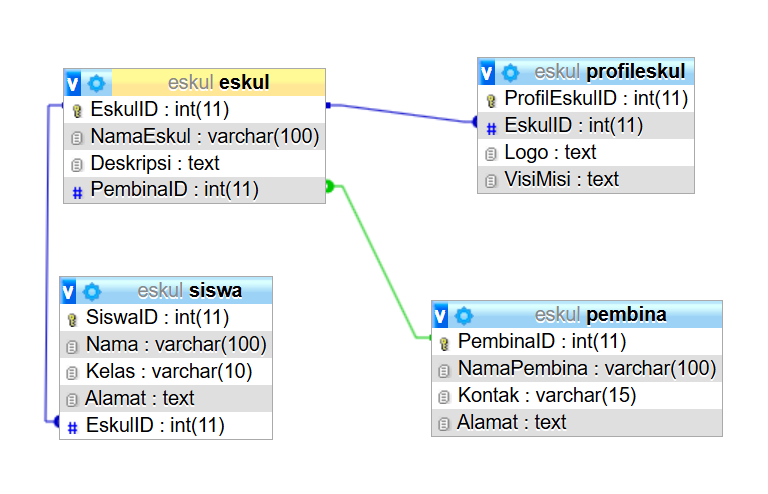 v eskul eskul
EskulID : int(11)
NamaEskul : varchar(100)
Deskripsi : text
# PembinaID : int(11)
v eskul profileskul
ProfilEskulID : int(11)
# EskulID : int(11)
Logo : text
VisiMisi : text
v eskul siswa
SiswaID : int(11)
Nama : varchar(100)
Kelas : varchar(10)
Alamat : text
# EskulID : int(11)
v eskul pembina
PembinaID : int(11)
NamaPembina : varchar(100)
Kontak : varchar(15)
Alamat : text